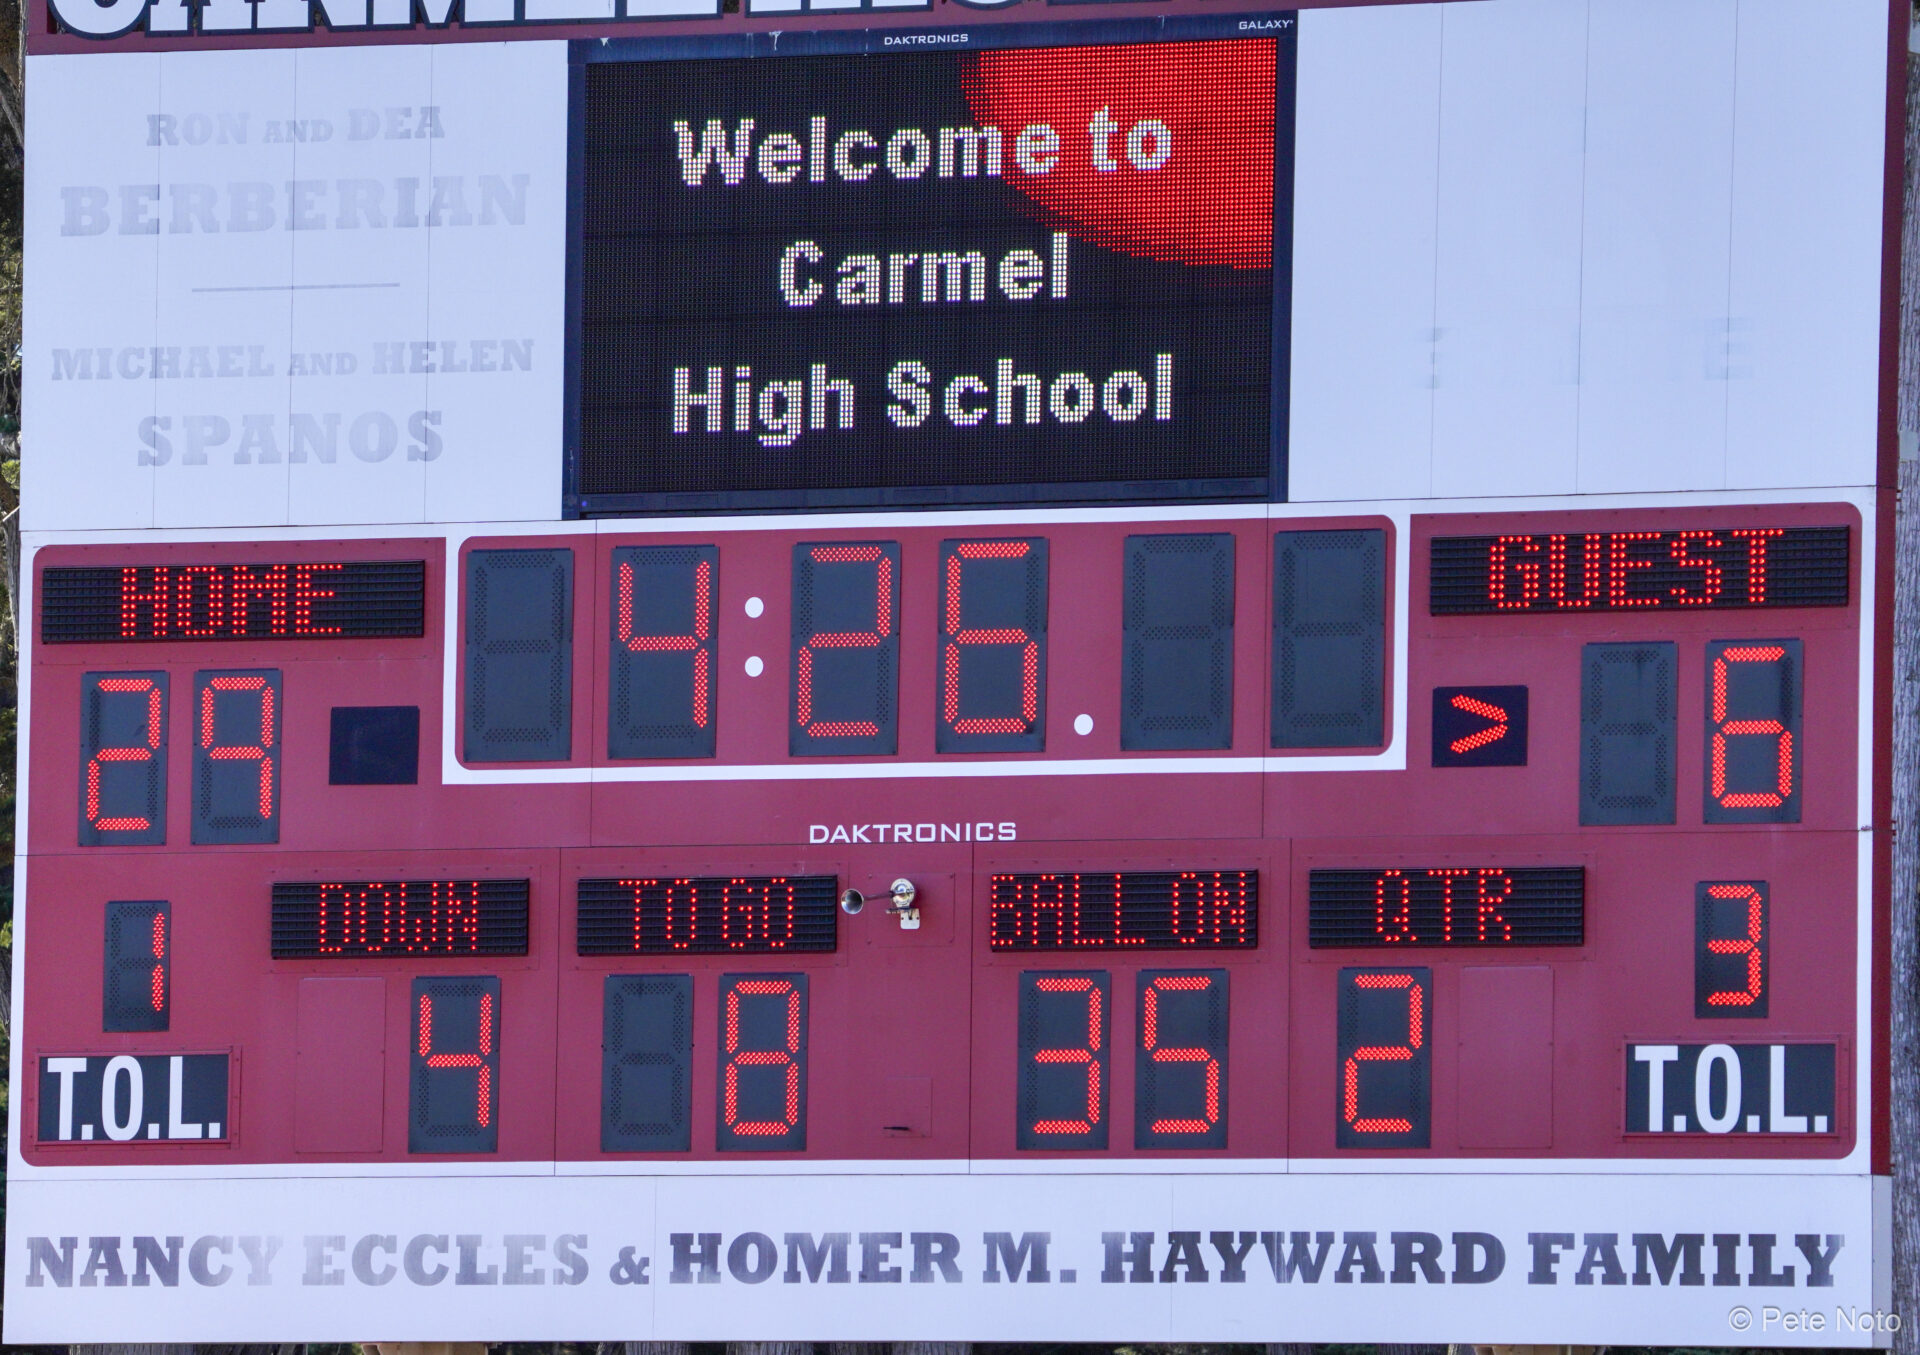 DAKTRONICS
GALAXY
RON AND DEA
BERBERIAN
MICHAEL AND HELEN
SPANOS
Welcome to
Carmel
High School
HOME
4:26.
GUEST
29
>
6
DAKTRONICS
DOWN
TO GO
BALL ON
QTR
1
3
4
8
35
2
T.O.L.
T.O.L.
NANCY ECCLES & HOMER M. HAYWARD FAMILY
© Pete Noto